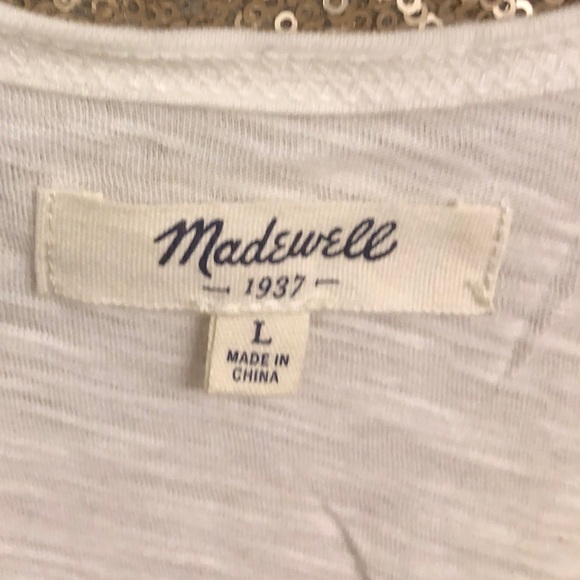 Madewell
— 1937 —
L
MADE IN
CHINA